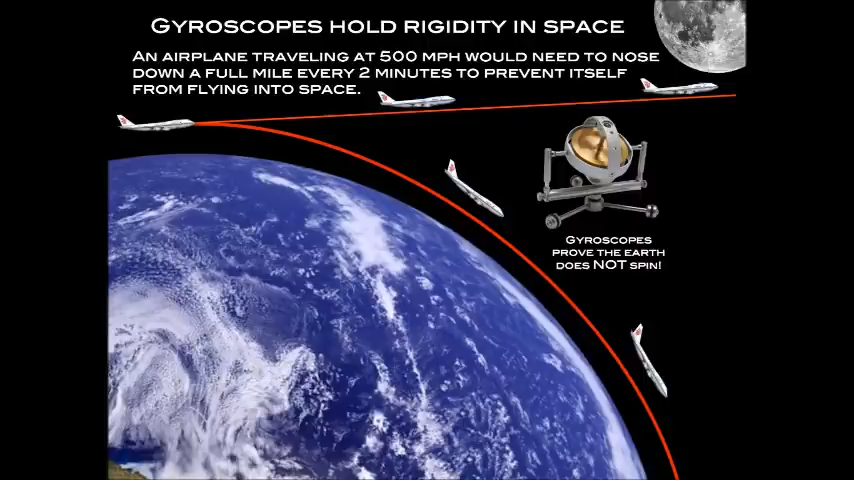 Gyroscopes hold rigidity in space
An airplane traveling at 500 mph would need to nose
down a full mile every 2 minutes to prevent itself
from flying into space.
Gyroscopes
prove the earth
does NOT spin!